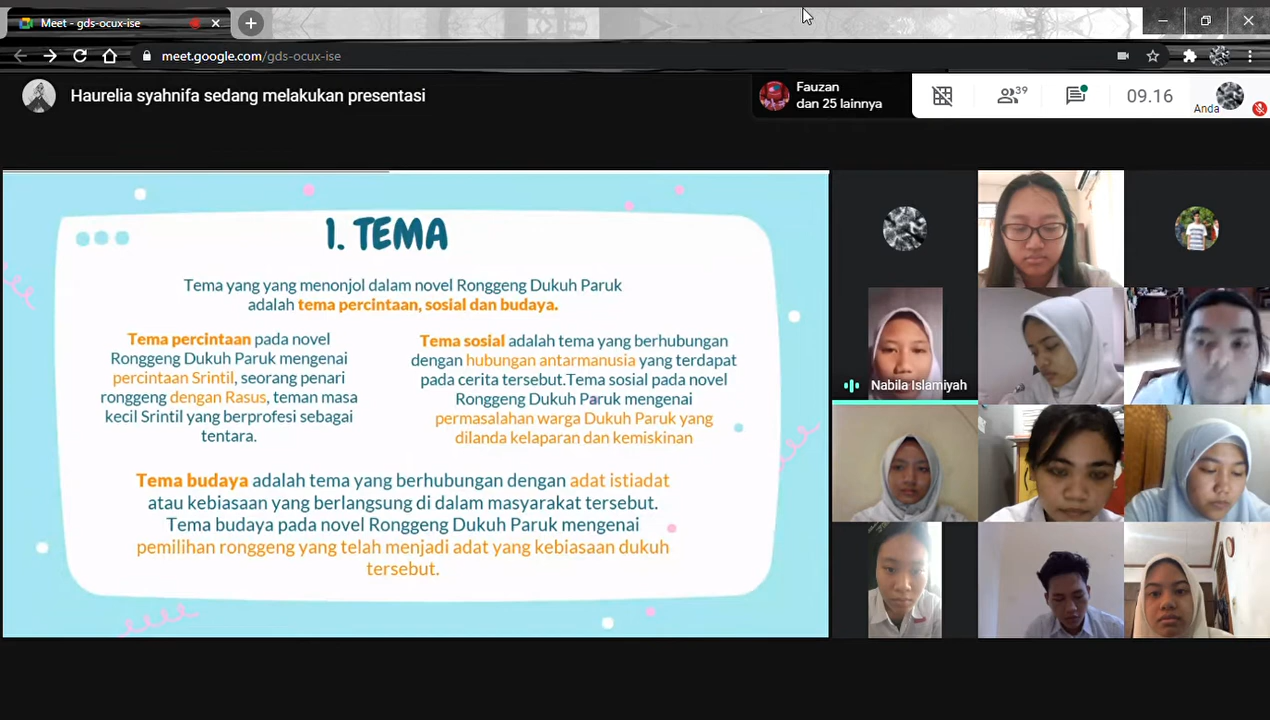 Meet - gds-ocux-ise
meet.google.com/gds-ocux-ise
Haurelia syahnifa sedang melakukan presentasi
Fauzan
dan 25 lainnya
39
09.16
Anda
1. TEMA
Tema yang yang menonjol dalam novel Ronggeng Dukuh Paruk
adalah tema percintaan, sosial dan budaya.
Tema percintaan pada novel
Ronggeng Dukuh Paruk mengenai
percintaan Srintil, seorang penari
ronggeng dengan Rasus, teman masa
kecil Srintil yang berprofesi sebagai
tentara.
Tema sosial adalah tema yang berhubungan
dengan hubungan antarmanusia yang terdapat
pada cerita tersebut.Tema sosial pada novel
Ronggeng Dukuh Paruk mengenai
permasalahan warga Dukuh Paruk yang
dilanda kelaparan dan kemiskinan
Tema budaya adalah tema yang berhubungan dengan adat istiadat
atau kebiasaan yang berlangsung di dalam masyarakat tersebut.
Tema budaya pada novel Ronggeng Dukuh Paruk mengenai
pemilihan ronggeng yang telah menjadi adat yang kebiasaan dukuh
tersebut.
Nabila Islamiyah